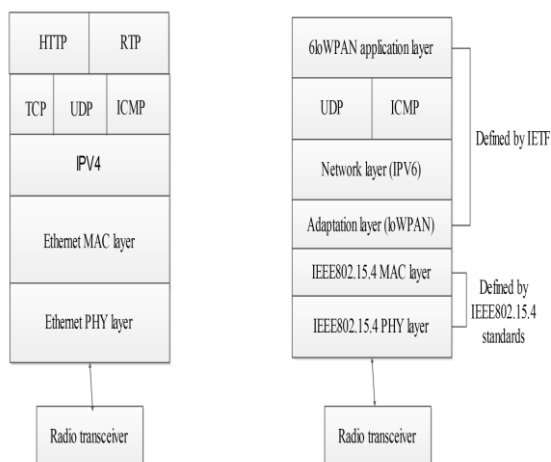 HTTP
RTP
TCP
UDP
ICMP
IPV4
Ethernet MAC layer
Ethernet PHY layer
Radio transceiver
6loWPAN application layer
UDP
ICMP
Network layer (IPV6)
Adaptation layer (loWPAN)
IEEE802.15.4 MAC layer
IEEE802.15.4 PHY layer
Radio transceiver
Defined by IETF
Defined by
IEEE802.15.4
standards